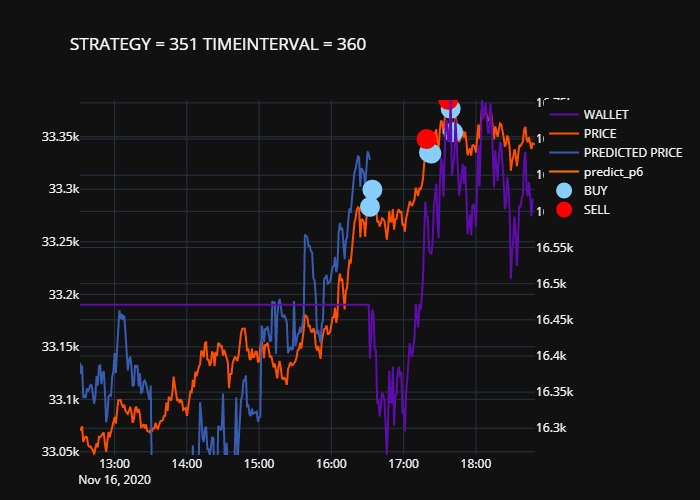 STRATEGY = 351 TIMEINTERVAL = 360
WALLET
PRICE
PREDICTED PRICE
predict_p6
BUY
SELL
33.35k
33.3k
33.25k
33.2k
33.15k
33.1k
33.05k
16.55k
16.5k
16.45k
16.4k
16.35k
16.3k
13:00 14:00 15:00 16:00 17:00 18:00
Nov 16, 2020